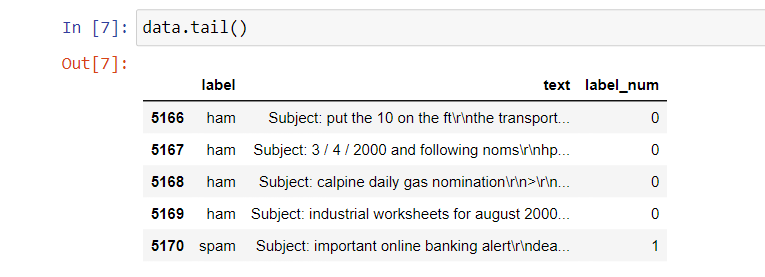 In [7]: data.tail()
Out[7]:
label text label_num
5166 ham Subject: put the 10 on the ft\r\nthe transport... 0
5167 ham Subject: 3 / 4 / 2000 and following noms\r\nhp... 0
5168 ham Subject: calpine daily gas nomination\r\n>\r\n... 0
5169 ham Subject: industrial worksheets for august 2000... 0
5170 spam Subject: important online banking alert\r\ndea... 1